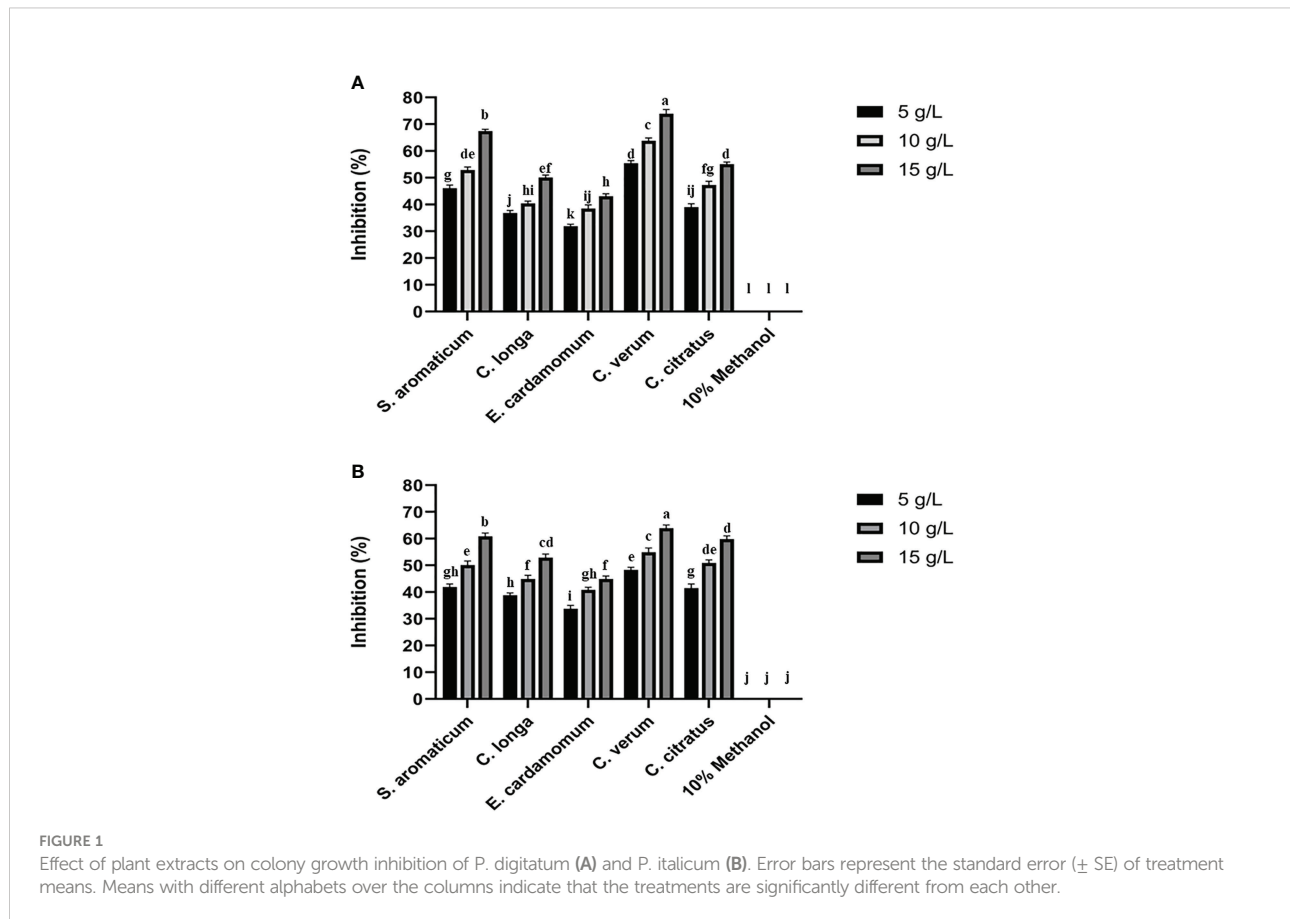 A
Inhibition (%)
80
70
60
50
40
30
20
10
0
g de b
j hi ef
k ij h
d c a
ij fg d
l l l
S. aromaticum
C. longa
E. cardamomum
C. verum
C. citratus
10% Methanol
5 g/L
10 g/L
15 g/L
B
Inhibition (%)
80
70
60
50
40
30
20
10
0
gh e b
h f cd
i gh f
e c a
g de d
j j j
S. aromaticum
C. longa
E. cardamomum
C. verum
C. citratus
10% Methanol
5 g/L
10 g/L
15 g/L
FIGURE 1
Effect of plant extracts on colony growth inhibition of P. digitatum (A) and P. italicum (B). Error bars represent the standard error (± SE) of treatment
means. Means with different alphabets over the columns indicate that the treatments are significantly different from each other.